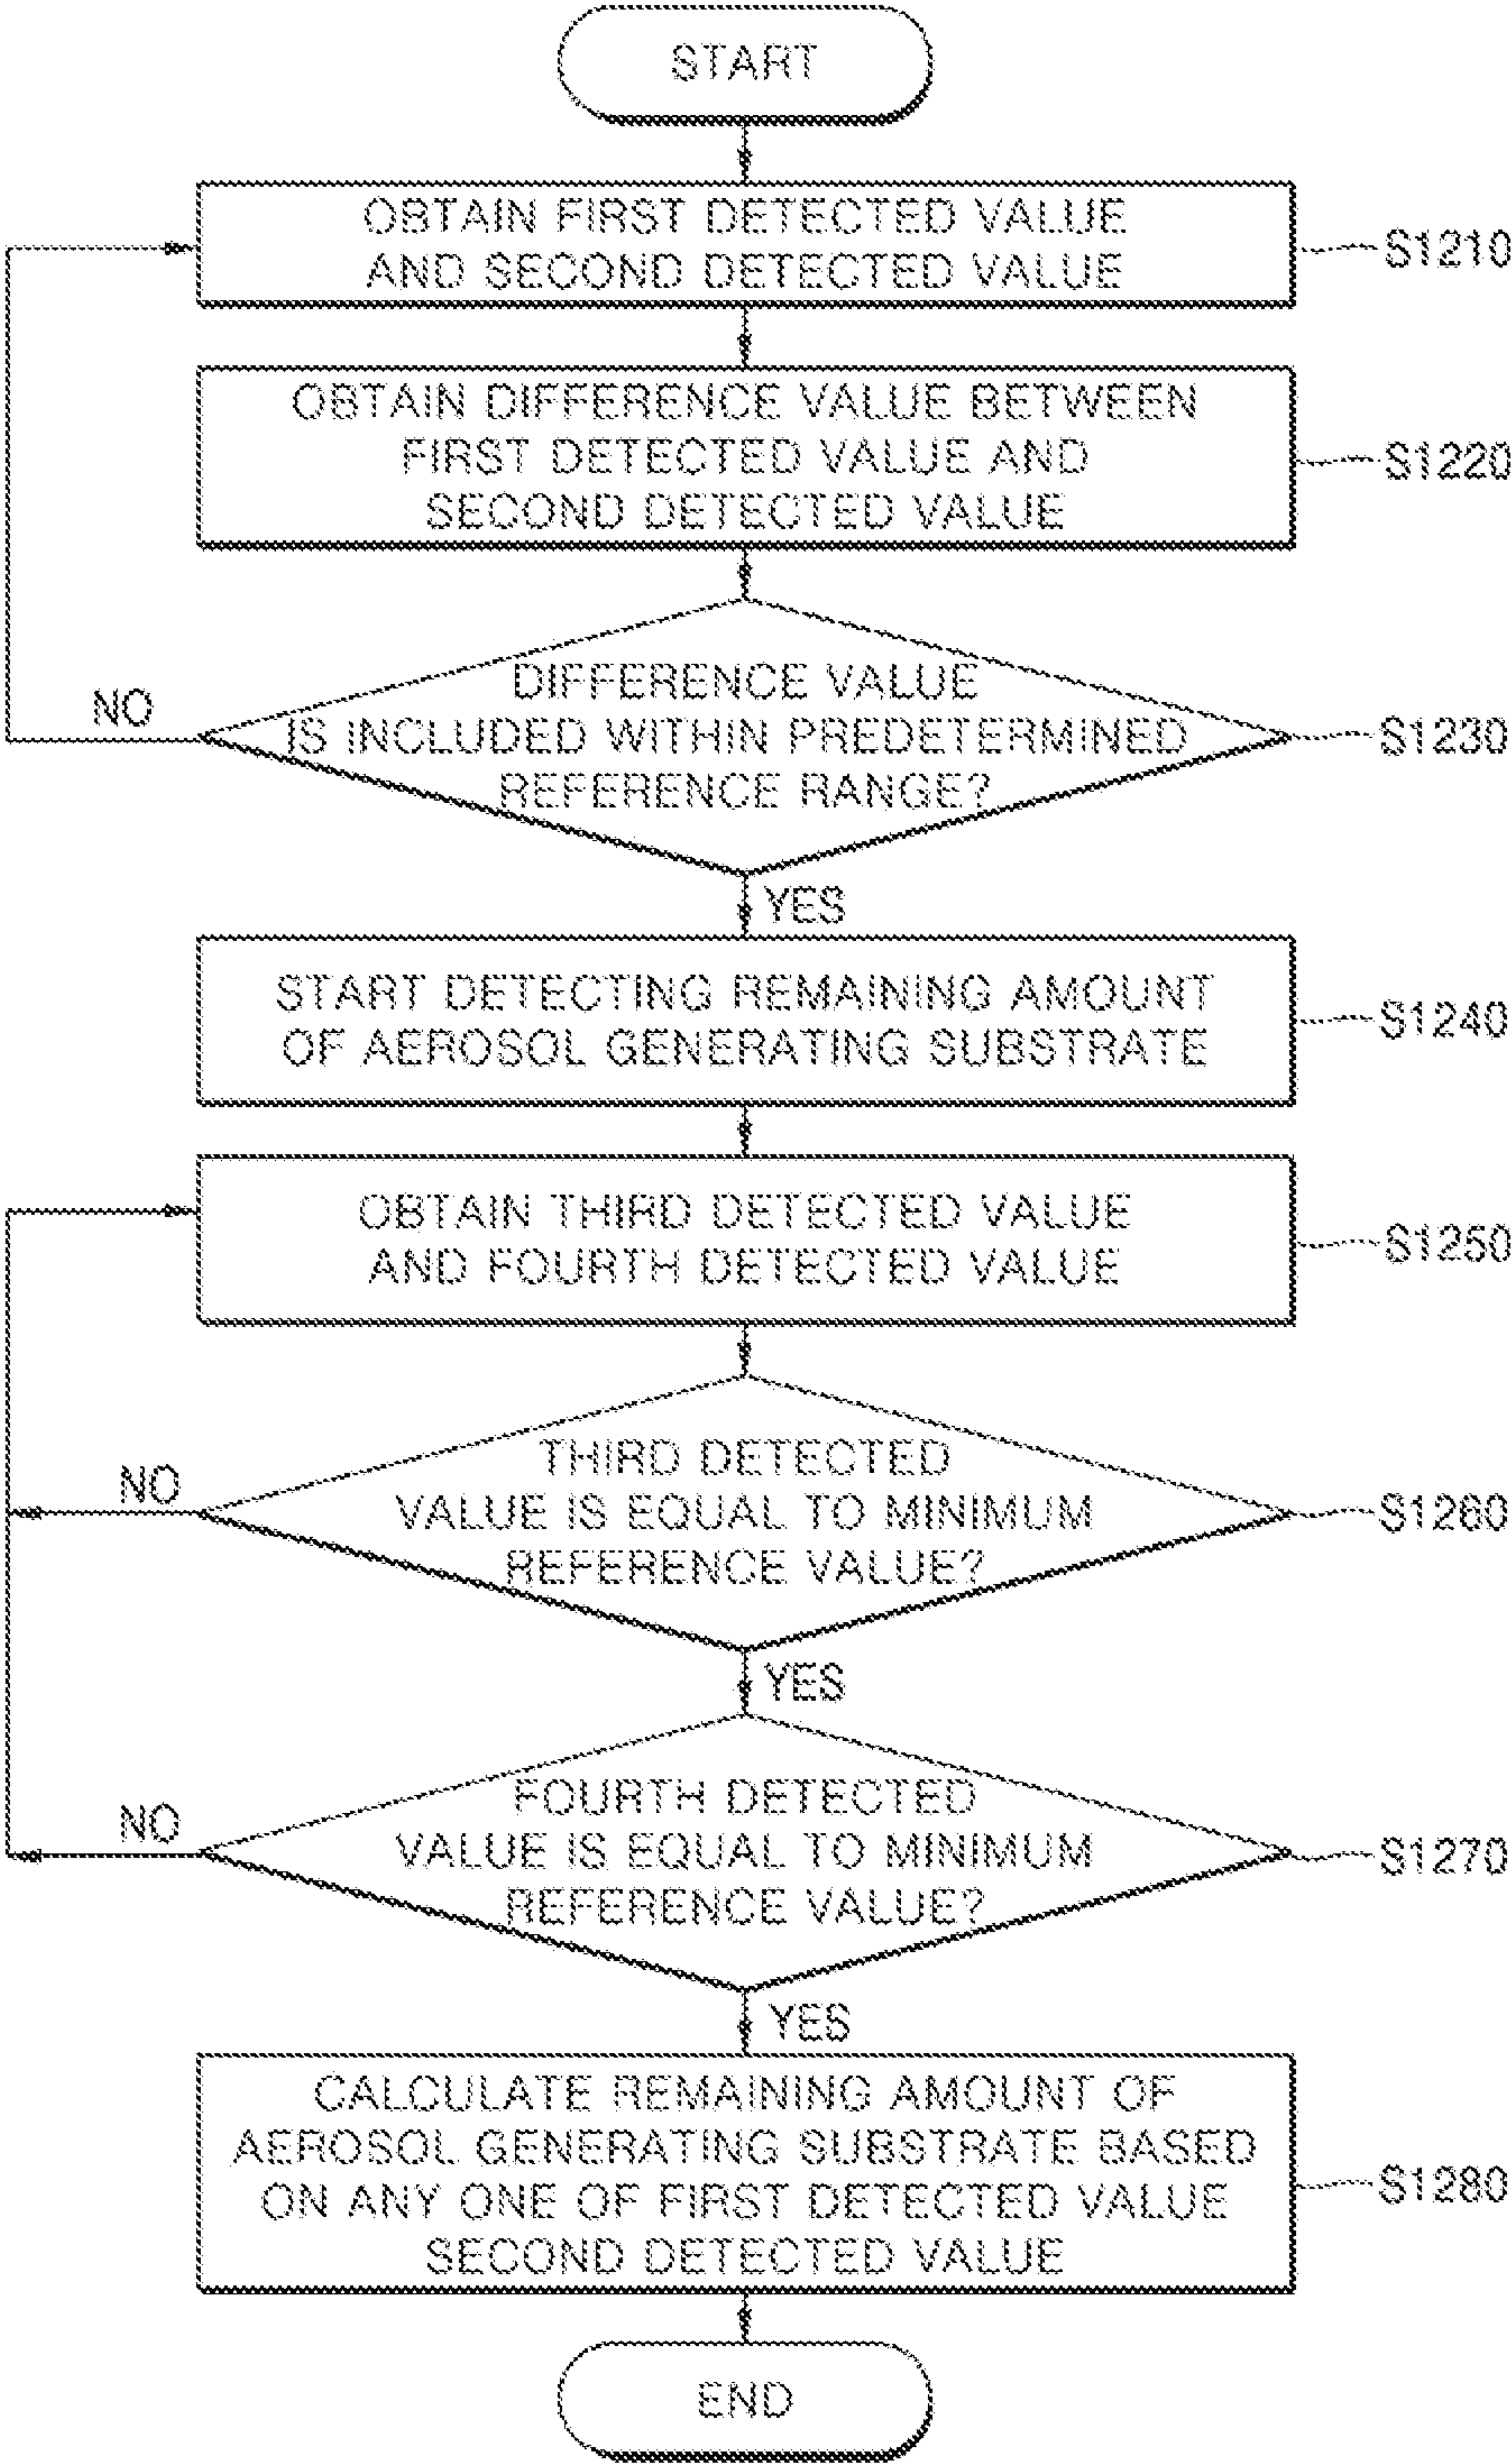 START
OBTAIN FIRST DETECTED VALUE
AND SECOND DETECTED VALUE
S1210
OBTAIN DIFFERENCE VALUE BETWEEN
FIRST DETECTED VALUE AND
SECOND DETECTED VALUE
S1220
DIFFERENCE VALUE
IS INCLUDED WITHIN PREDETERMINED
REFERENCE RANGE?
S1230
NO
YES
START DETECTING REMAINING AMOUNT
OF AEROSOL GENERATING SUBSTRATE
S1240
OBTAIN THIRD DETECTED VALUE
AND FOURTH DETECTED VALUE
S1250
THIRD DETECTED
VALUE IS EQUAL TO MINIMUM
REFERENCE VALUE?
S1260
NO
YES
FOURTH DETECTED
VALUE IS EQUAL TO MINIMUM
REFERENCE VALUE?
S1270
NO
YES
CALCULATE REMAINING AMOUNT OF
AEROSOL GENERATING SUBSTRATE BASED
ON ANY ONE OF FIRST DETECTED VALUE
SECOND DETECTED VALUE
S1280
END